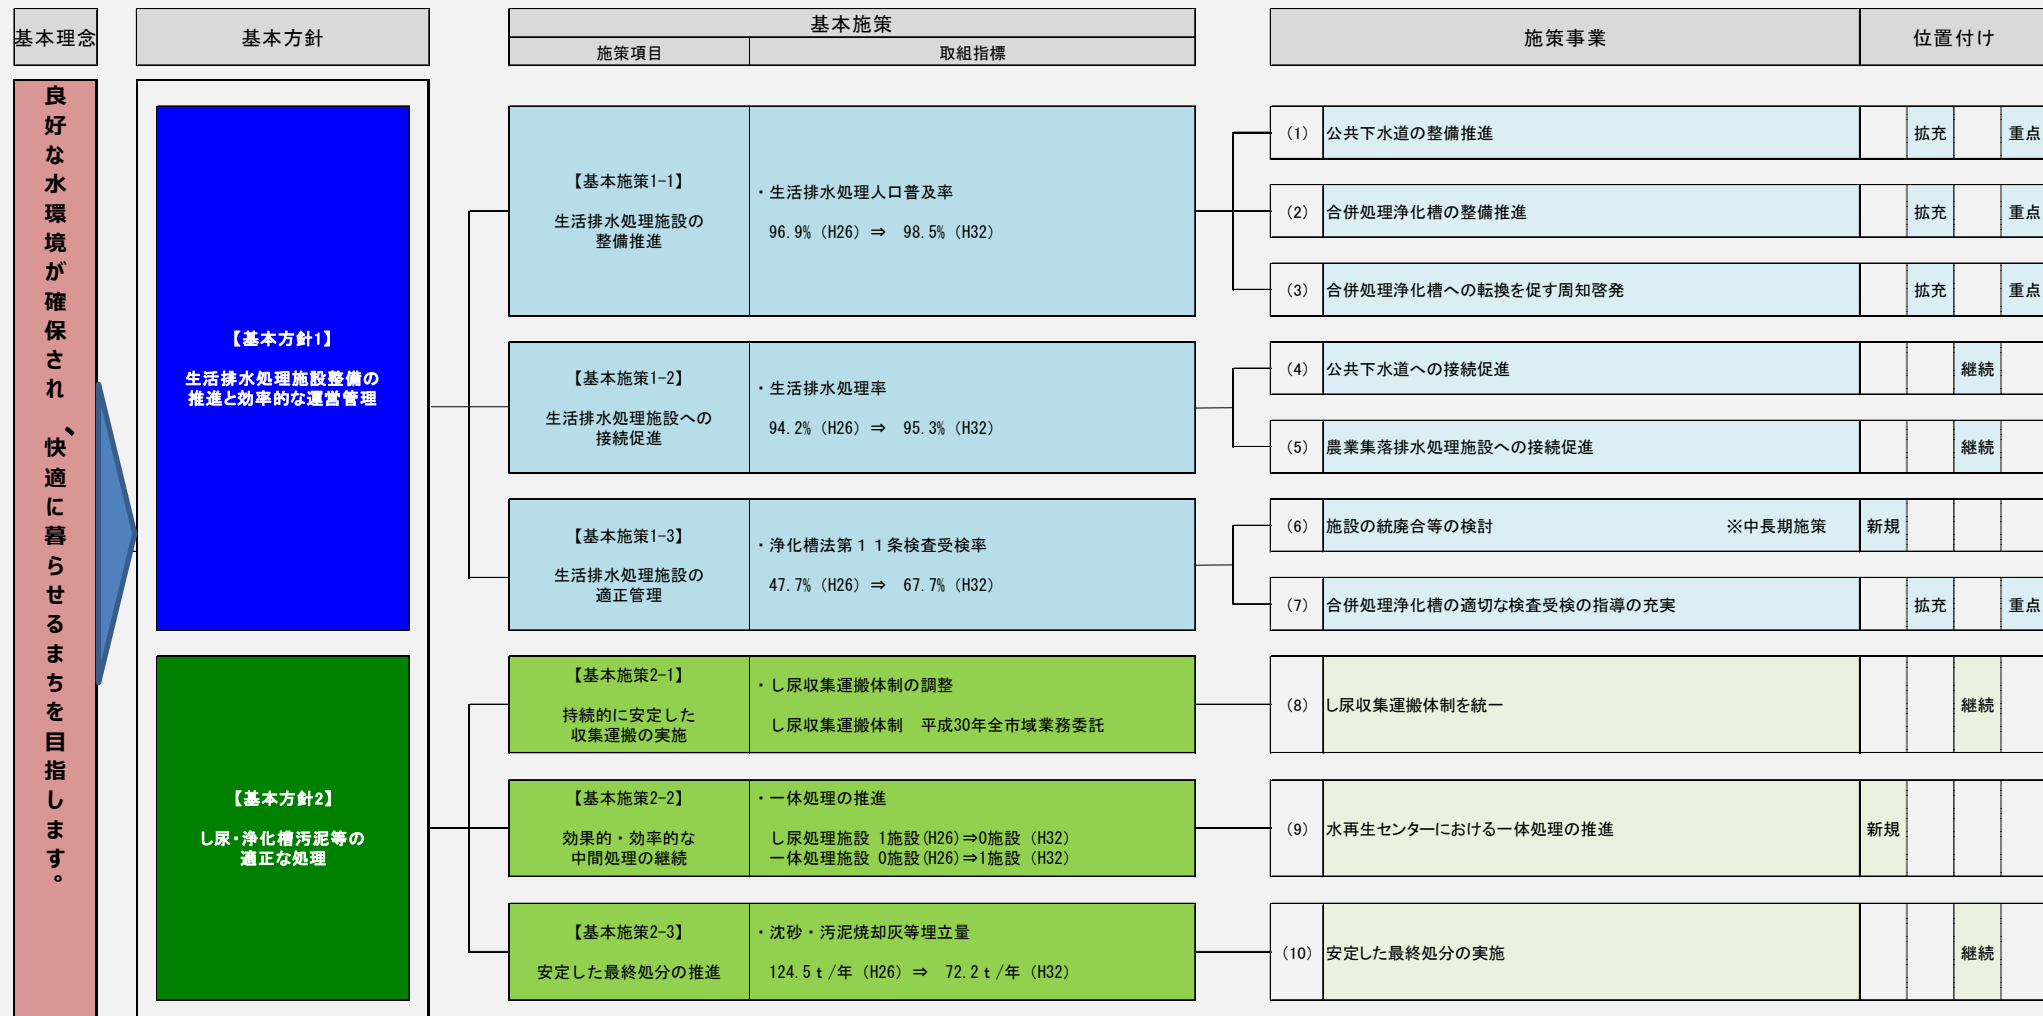 基本理念
基本方針
基本施策
施策項目
取組指標
施策事業
位置付け
良好な水環境が確保され、快適に暮らせるまちを目指します。
【基本方針1】
生活排水処理施設整備の
推進と効率的な運営管理
【基本施策1-1】
生活排水処理施設の
整備推進
・生活排水処理人口普及率
96.9%（H26）⇒　98.5%（H32）
(1) 公共下水道の整備推進 拡充 重点
(2) 合併処理浄化槽の整備推進 拡充 重点
(3) 合併処理浄化槽への転換を促す周知啓発 拡充 重点
【基本施策1-2】
生活排水処理施設への
接続促進
・生活排水処理率
94.2%（H26）⇒　95.3%（H32）
(4) 公共下水道への接続促進 継続
(5) 農業集落排水処理施設への接続促進 継続
【基本施策1-3】
生活排水処理施設の
適正管理
・浄化槽法第１１条検査受検率
47.7%（H26）⇒　67.7%（H32）
(6) 施設の統廃合等の検討 ※中長期施策 新規
(7) 合併処理浄化槽の適切な検査受検の指導の充実 拡充 重点
【基本方針2】
し尿・浄化槽汚泥等の
適正な処理
【基本施策2-1】
持続的に安定した
収集運搬の実施
・し尿収集運搬体制の調整
し尿収集運搬体制　平成30年全市域業務委託
(8) し尿収集運搬体制を統一 継続
【基本施策2-2】
効果的・効率的な
中間処理の継続
・一体処理の推進
し尿処理施設 1施設(H26)⇒0施設（H32）
一体処理施設 0施設(H26)⇒1施設（H32）
(9) 水再生センターにおける一体処理の推進 新規
【基本施策2-3】
安定した最終処分の推進
・沈砂・汚泥焼却灰等埋立量
124.5ｔ/年（H26）⇒　72.2ｔ/年（H32）
(10) 安定した最終処分の実施 継続